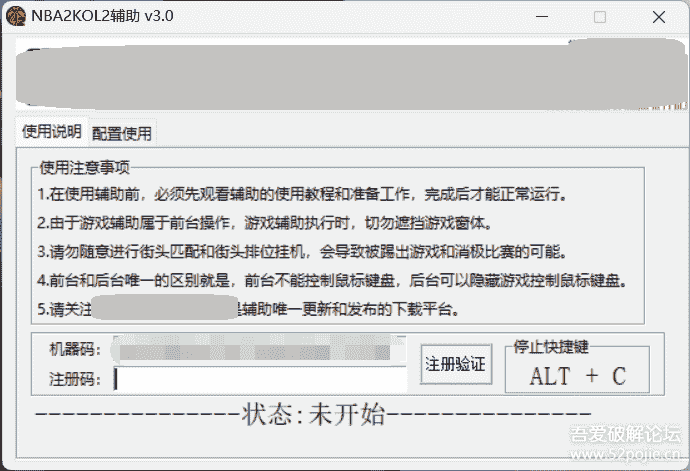 NBA2KOL2辅助 v3.0
使用说明 配置使用
使用注意事项
1.在使用辅助前，必须先观看辅助的使用教程和准备工作，完成后才能正常运行。
2.由于游戏辅助属于前台操作，游戏辅助执行时，切勿遮挡游戏窗体。
3.请勿随意进行街头匹配和街头排位挂机，会导致被踢出游戏和消极比赛的可能。
4.前台和后台唯一的区别就是，前台不能控制鼠标键盘，后台可以隐藏游戏控制鼠标键盘。
5.请关注 是辅助唯一更新和发布的下载平台。
机器码：
注册码：
注册验证
停止快捷键
ALT + C
---------------状态:未开始---------------
吾爱破解论坛
www.52pojie.cn